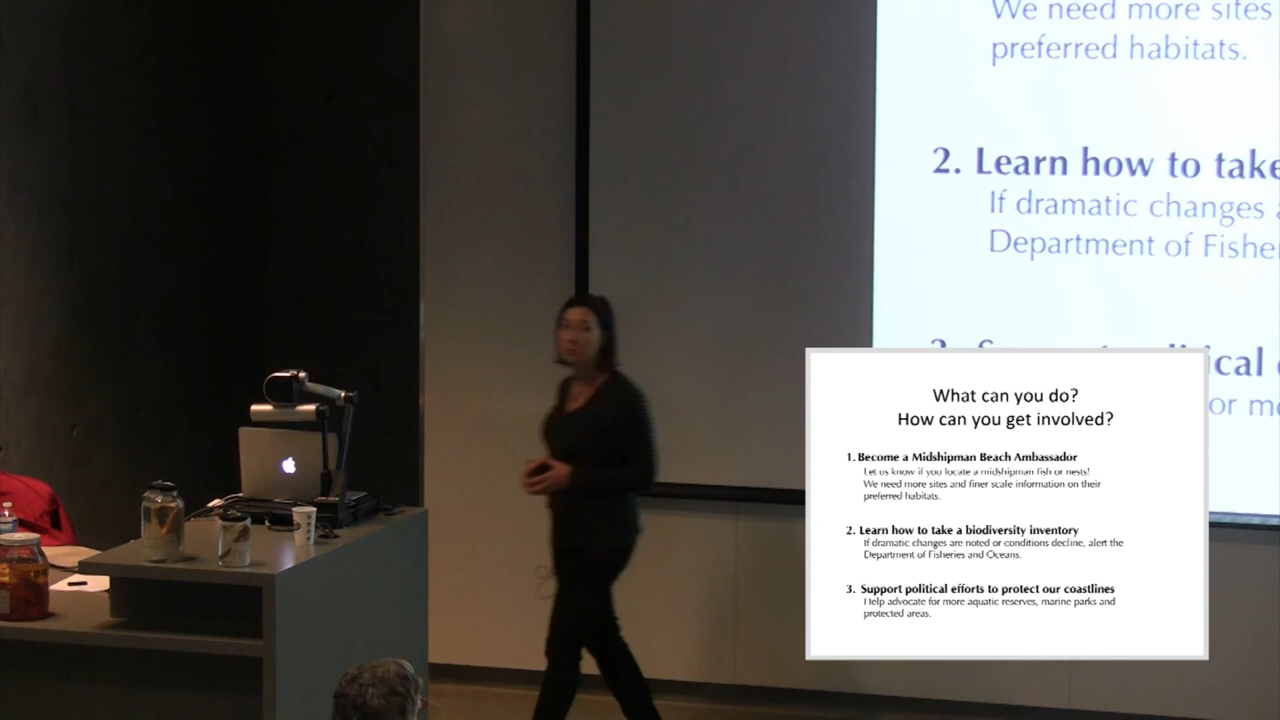 We need more sites
preferred habitats.
2. Learn how to take
If dramatic changes
Department of Fisher
ical
or mo
What can you do?
How can you get involved?
1. Become a Midshipman Beach Ambassador
Let us know if you locate a midshipman fish or nests!
We need more sites and finer scale information on their
preferred habitats.
2. Learn how to take a biodiversity inventory
If dramatic changes are noted or conditions decline, alert the
Department of Fisheries and Oceans.
3. Support political efforts to protect our coastlines
Help advocate for more aquatic reserves, marine parks and
protected areas.